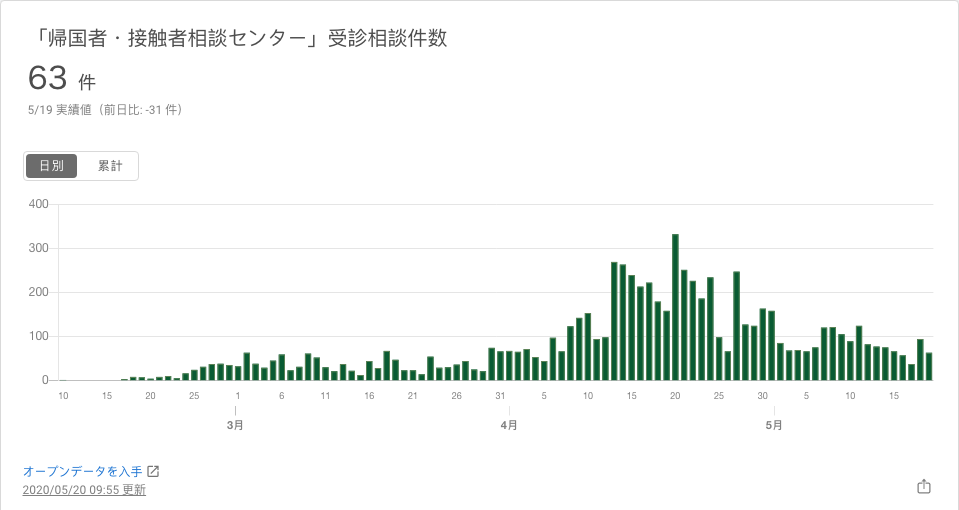 「帰国者・接触者相談センター」受診相談件数
63 件
5/19 実績値（前日比: -31 件）
日別 累計
400
300
200
100
0
10 15 20 25 1 6 11 16 21 26 31 5 10 15 20 25 30 5 10 15
3月 4月 5月
オープンデータを入手
2020/05/20 09:55 更新